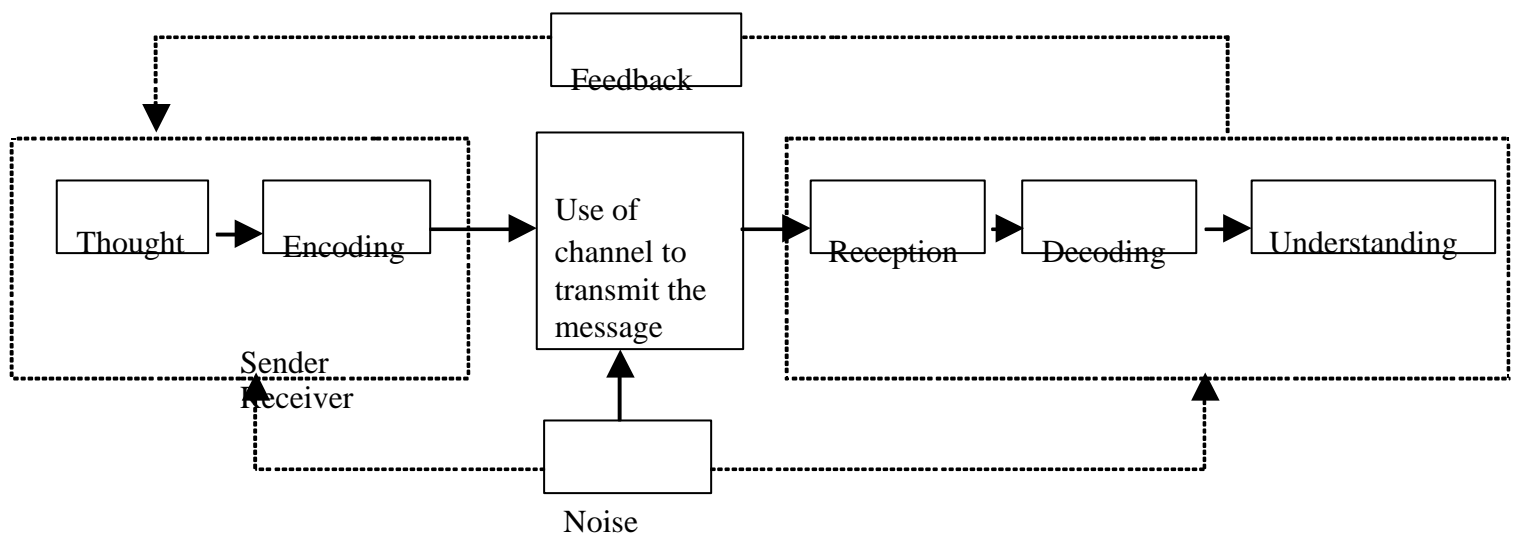 Feedback
Thought
Encoding
Use of
channel to
transmit the
message
Reception
Decoding
Understanding
Sender
Receiver
Noise